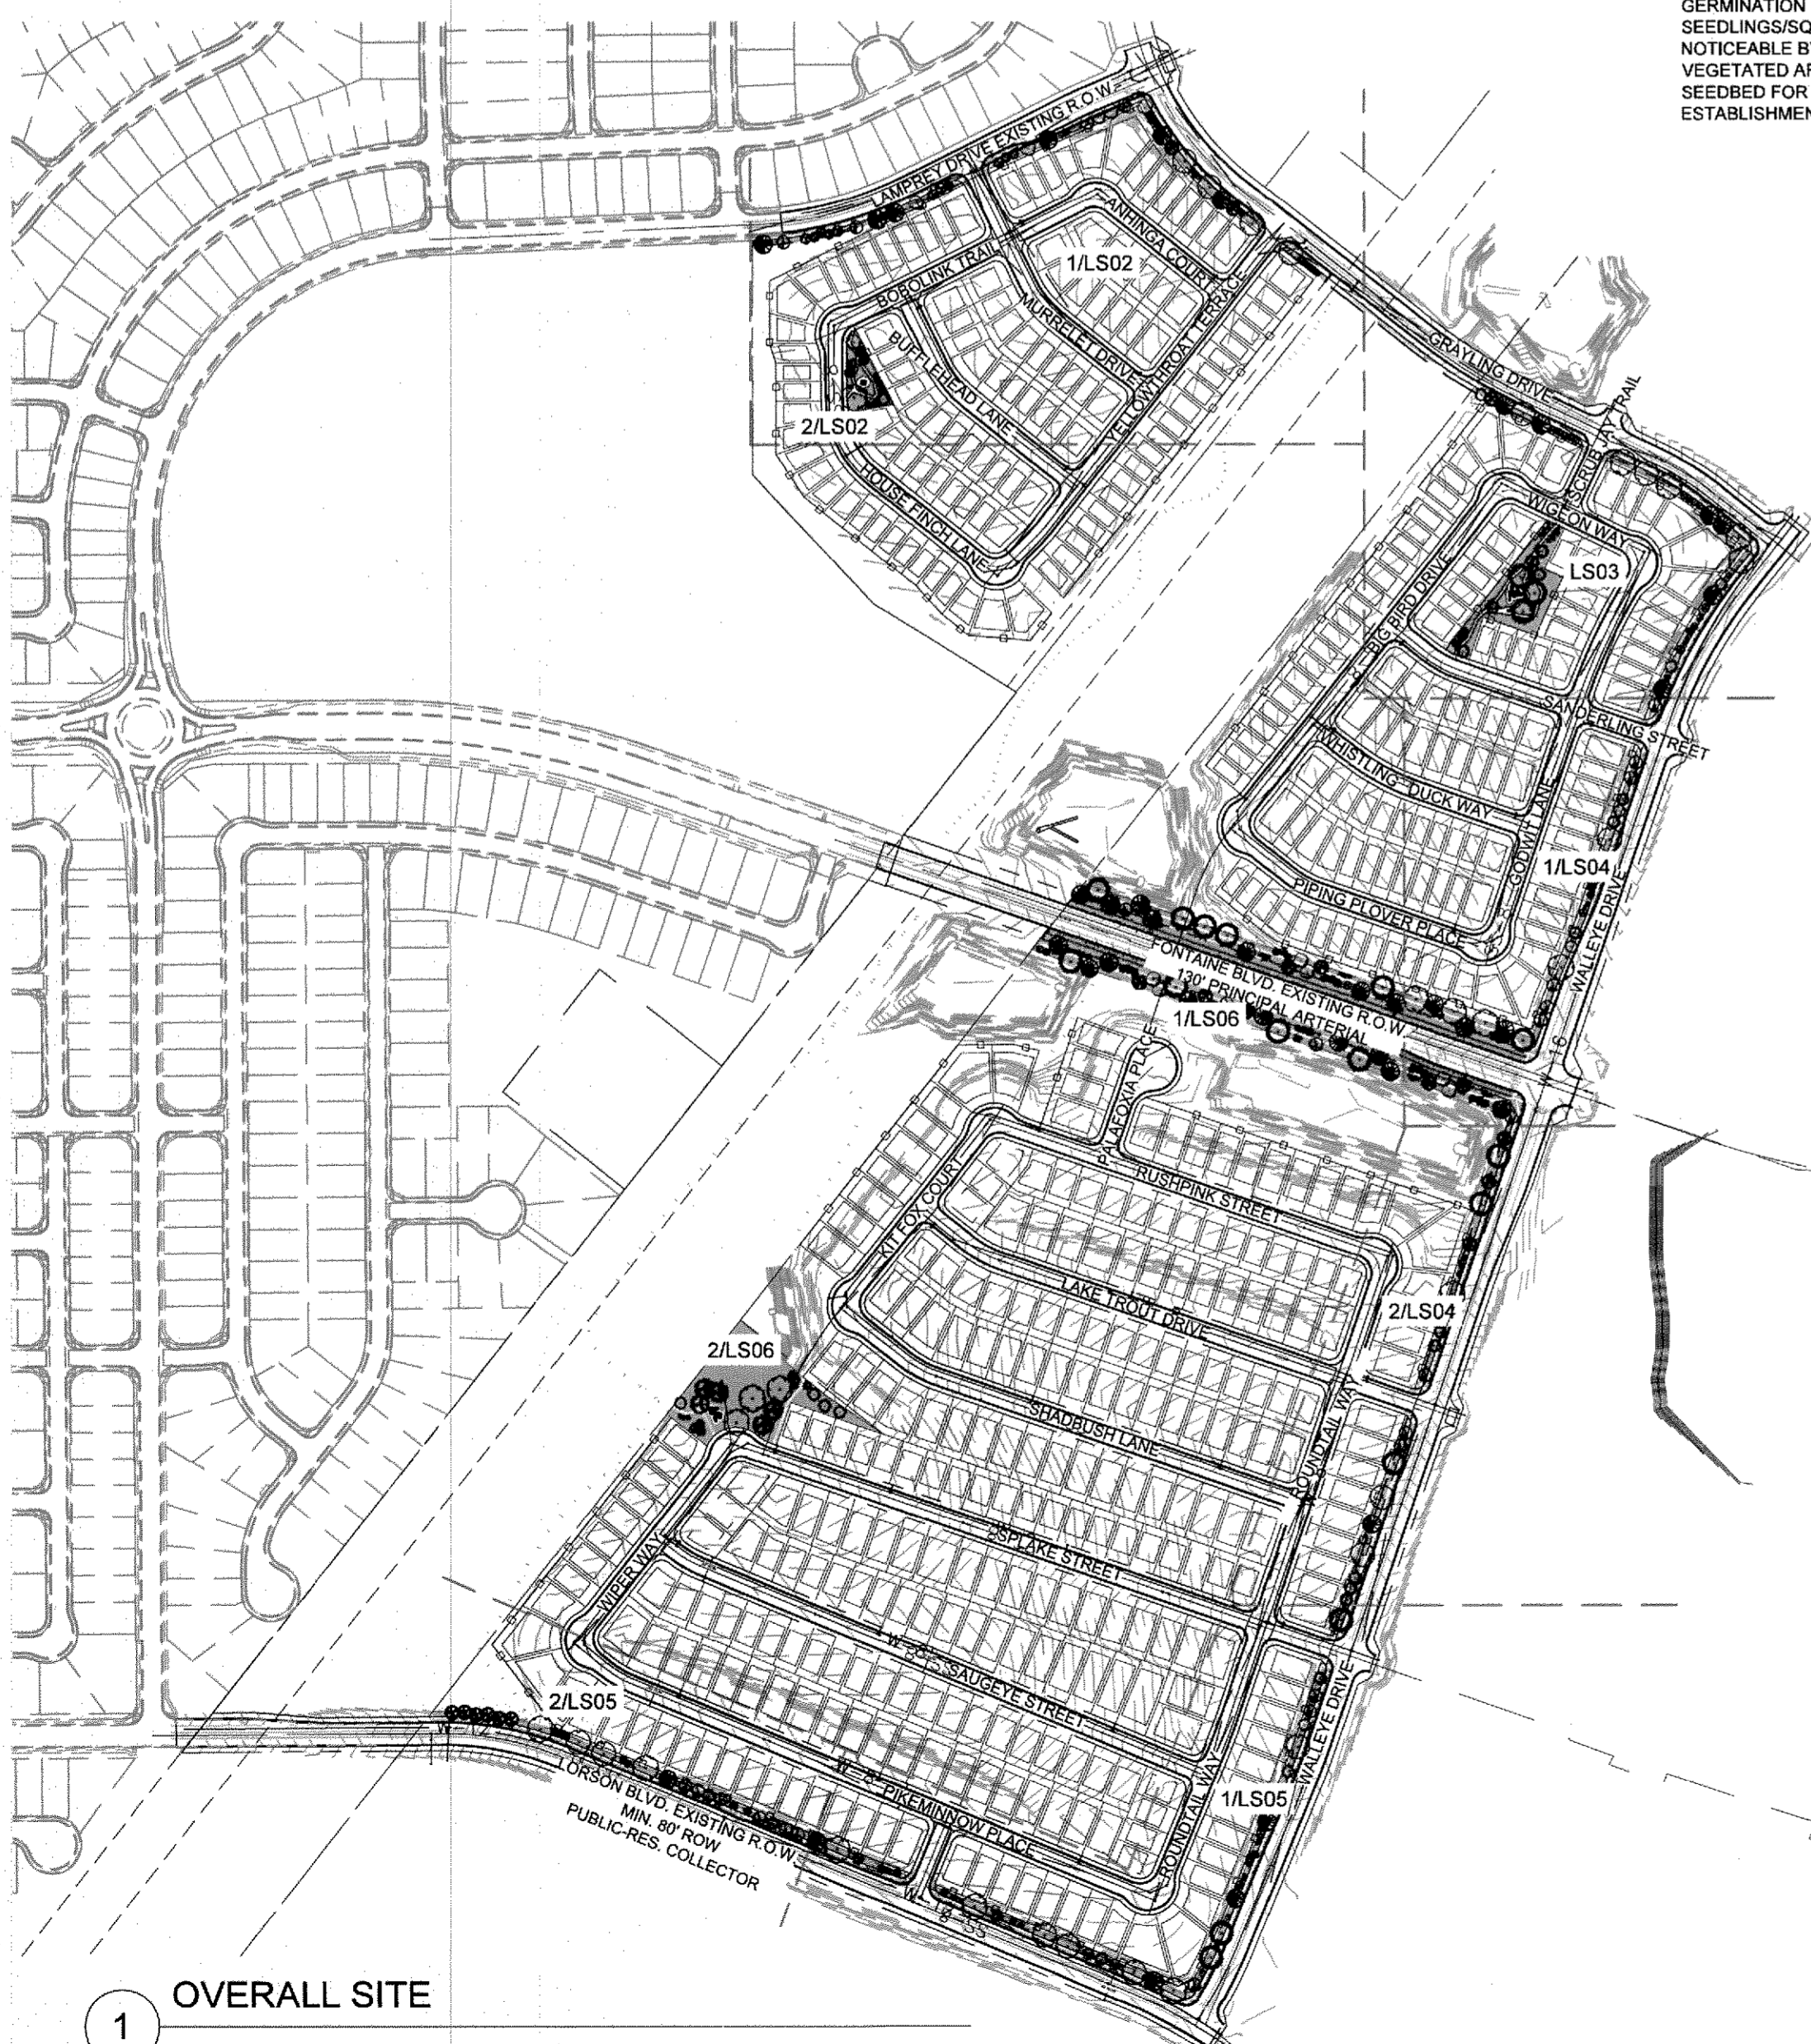 GERMINATION
SEEDLINGS/SQ
NOTICEABLE B
VEGETATED A
SEEDBED FOR
ESTABLISHMEN
LAMPREY DRIVE EXISTING R.O.W.
ANHINGA COURT
1/LS02
BOBOLINK TRAIL
MURRELET DRIVE
YELLOWTHROAT TERRACE
BUFFLEHEAD LANE
2/LS02
HOUSE FINCH LANE
GRAYLING DRIVE
SCRUB JAY TRAIL
WIGEON WAY
LS03
BIG BIRD DRIVE
SANDERLING STREET
WHISTLING DUCK WAY
GODWIT LANE
1/LS04
PIPING PLOVER PLACE
WALLEYE DRIVE
FONTAINE BLVD. EXISTING R.O.W
130' PRINCIPAL ARTERIAL
1/LS06
PALAFOXIA PLACE
RUSHPINK STREET
KIT FOX COURT
LAKE TROUT DRIVE
2/LS04
2/LS06
SHADBUSH LANE
ROUNDTAIL WAY
SPLAKE STREET
WIPER WAY
SAUGEYE STREET
2/LS05
WALLEYE DRIVE
PIKEMINNOW PLACE
ROUNDTAIL WAY
1/LS05
LORSON BLVD. EXISTING R.O.W
MIN. 80' ROW
PUBLIC-RES. COLLECTOR
OVERALL SITE
1